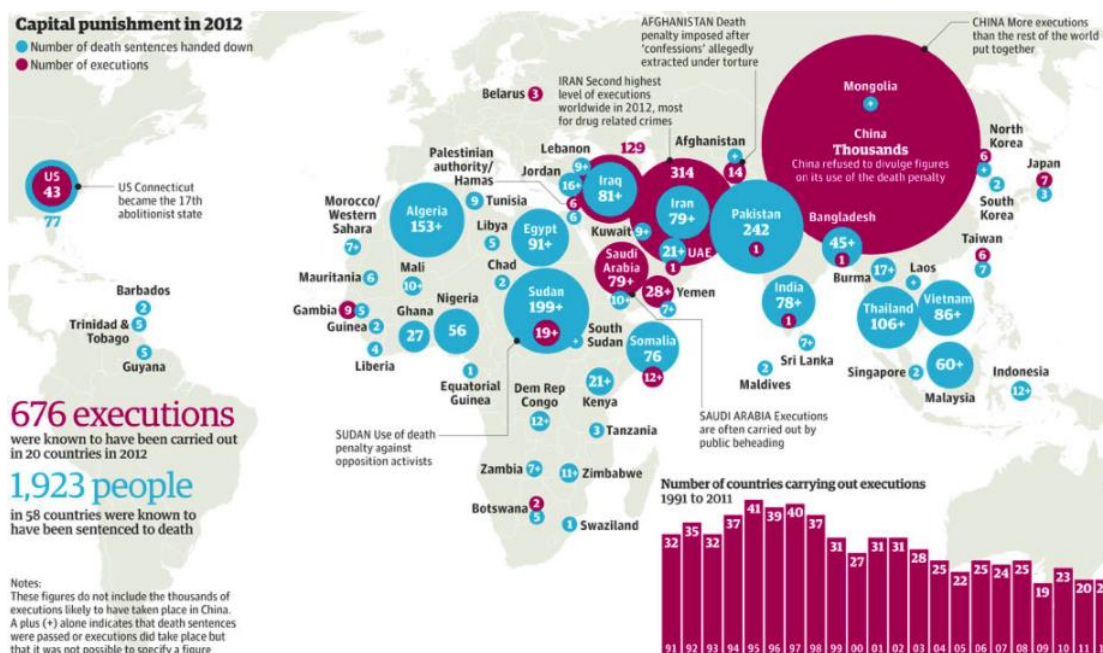 Capital punishment in 2012
Number of death sentences handed down
Number of executions
AFGHANISTAN Death
penalty imposed after
‘confessions’ allegedly
extracted under torture
CHINA More executions
than the rest of the world
put together
IRAN Second highest
level of executions
worldwide in 2012, most
for drug related crimes
Mongolia
+
China
Thousands
China refused to divulge figures
on its use of the death penalty
Belarus 3
North
Korea
6
+
Japan
7
3
2
South
Korea
US
43
77
US Connecticut
became the 17th
abolitionist state
Palestinian
authority/
Hamas
6
6
Lebanon
9+
Jordan
16+
129
Iraq
81+
314
Iran
79+
Afghanistan
+
14
Pakistan
242
1
Bangladesh
45+
1
Morocco/
Western
Sahara
7+
Algeria
153+
9 Tunisia
Libya
5
Egypt
91+
Kuwait 9+
21+ UAE
1
Saudi
Arabia
79+
10+
28+ Yemen
7+
Taiwan
6
7
Burma 17+
Laos
+
India
78+
1
Thailand
106+
Vietnam
86+
Mauritania 6
Mali
10+
Chad
2
Sudan
199+
19+
South
Sudan
+
Somalia
76
12+
Barbados
2
Trinidad &
Tobago
5
5
Guyana
Gambia 9 5
Guinea 2
4
Liberia
Ghana
27
Nigeria
56
1
Equatorial
Guinea
Sri Lanka
7+
2
Maldives
Singapore 2
60+
Malaysia
Indonesia
12+
Dem Rep
Congo
12+
21+
Kenya
3 Tanzania
SAUDI ARABIA Executions
are often carried out by
public beheading
SUDAN Use of death
penalty against
opposition activists
Zambia 7+
11+ Zimbabwe
Botswana 2
5
1 Swaziland
676 executions
were known to have been carried out
in 20 countries in 2012
1,923 people
in 58 countries were known to
have been sentenced to death
Notes:
These figures do not include the thousands of
executions likely to have taken place in China.
A plus (+) alone indicates that death sentences
were passed or executions did take place but
that it was not possible to specify a figure
Number of countries carrying out executions
1991 to 2011
32 35 32 37 41 39 40 37 31 27 31 31 28 25 22 25 24 25 19 23 20
91 92 93 94 95 96 97 98 99 00 01 02 03 04 05 06 07 08 09 10 11